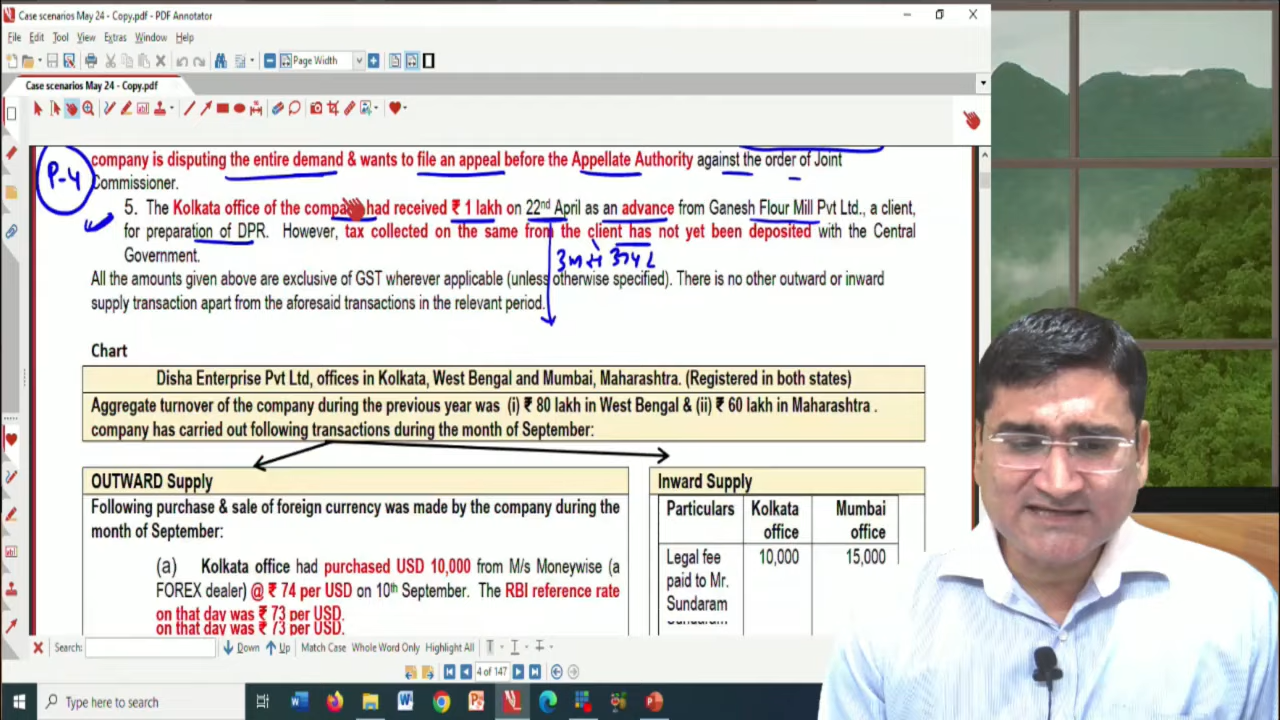 Case scenarios May 24 - Copy.pdf - PDF Annotator
File Edit Tool View Extras Window Help
Page Width
Case scenarios May 24 - Copy.pdf
company is disputing the entire demand & wants to file an appeal before the Appellate Authority against the order of Joint
P-4
Commissioner.
5. The Kolkata office of the company had received ₹ 1 lakh on 22nd April as an advance from Ganesh Flour Mill Pvt Ltd., a client,
for preparation of DPR. However, tax collected on the same from the client has not yet been deposited with the Central
Government.
All the amounts given above are exclusive of GST wherever applicable (unless otherwise specified). There is no other outward or inward
supply transaction apart from the aforesaid transactions in the relevant period.
Chart
Disha Enterprise Pvt Ltd, offices in Kolkata, West Bengal and Mumbai, Maharashtra. (Registered in both states)
Aggregate turnover of the company during the previous year was (i) ₹ 80 lakh in West Bengal & (ii) ₹ 60 lakh in Maharashtra .
company has carried out following transactions during the month of September:
OUTWARD Supply
Following purchase & sale of foreign currency was made by the company during the
month of September:
(a) Kolkata office had purchased USD 10,000 from M/s Moneywise (a
FOREX dealer) @ ₹ 74 per USD on 10th September. The RBI reference rate
on that day was ₹ 73 per USD.
on that day was ₹ 73 per USD.
Inward Supply
Particulars Kolkata office Mumbai office
Legal fee paid to Mr. Sundaram 10,000 15,000
Search: Down Up Match Case Whole Word Only Highlight All
4 of 147
Type here to search